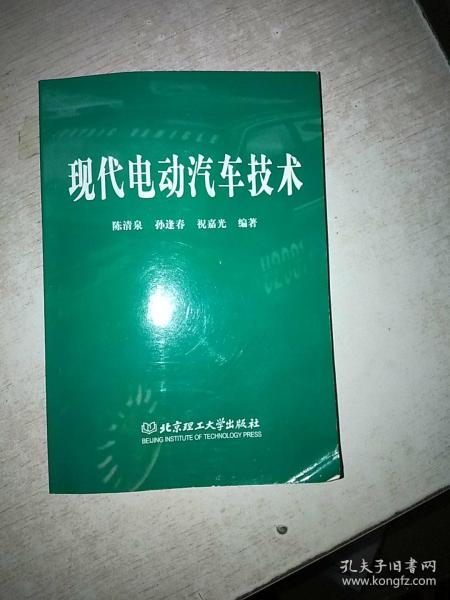 现代电动汽车技术
陈清泉 孙逢春 祝嘉光 编著
北京理工大学出版社
BEIJING INSTITUTE OF TECHNOLOGY PRESS
孔夫子旧书网
www.kongfz.com